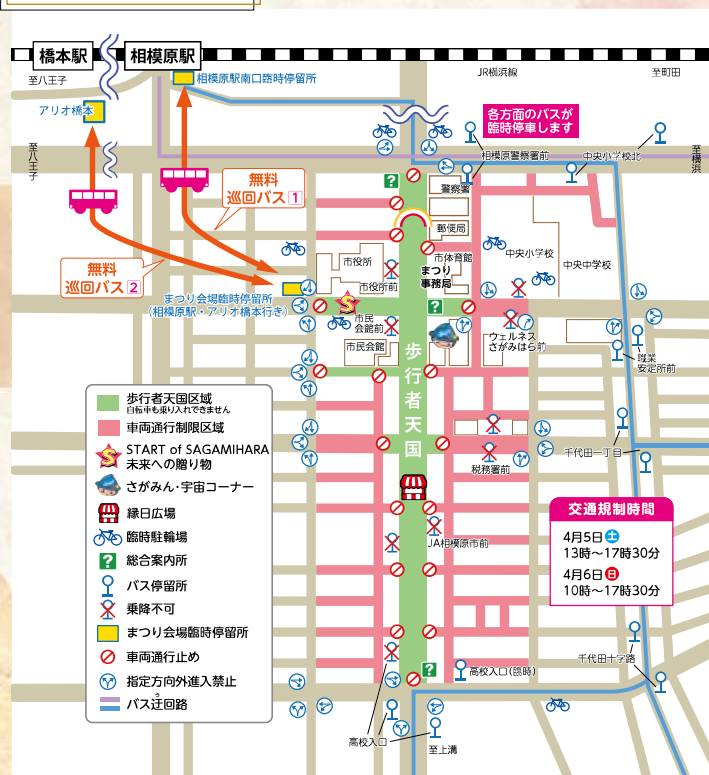 橋本駅
相模原駅
至八王子
相模原駅南口臨時停留所
JR横浜線
至町田
アリオ橋本
各方面のバスが
臨時停車します
至八王子
相模原警察署前
中央小学校北
至横浜
無料
巡回バス1
?
警察署
郵便局
無料
巡回バス2
市役所
市体育館
まつり
事務局
中央小学校
中央中学校
市役所前
まつり会場臨時停留所
(相模原駅・アリオ橋本行き)
S
?
市民
会館前
市民会館
ウェルネス
さがみはら前
職業
安定所前
歩行者天国
歩行者天国区域
自転車も乗り入れできません
車両通行制限区域
START of SAGAMIHARA
未来への贈り物
さがみん・宇宙コーナー
縁日広場
臨時駐輪場
総合案内所
バス停留所
乗降不可
まつり会場臨時停留所
車両通行止め
指定方向外進入禁止
バス迂回路
う
税務署前
千代田一丁目
JA相模原市前
交通規制時間
4月5日土
13時〜17時30分
4月6日日
10時〜17時30分
千代田十字路
?
高校入口(臨時)
高校入口
至上溝